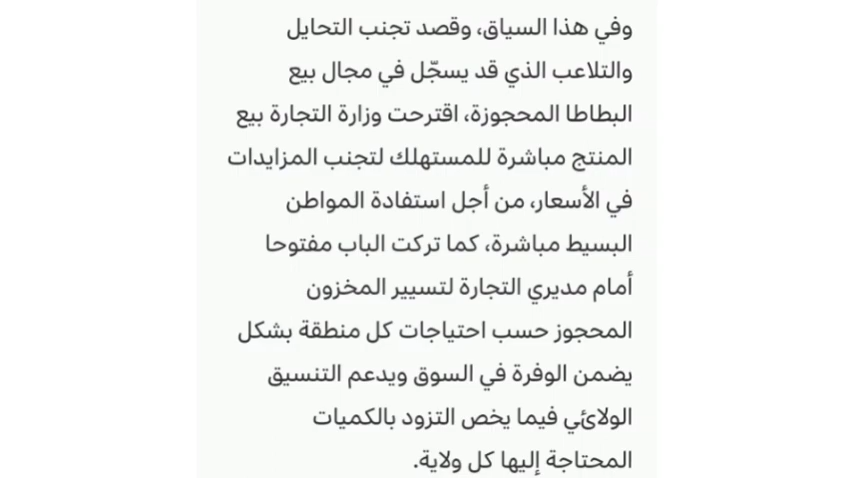 وفي هذا السياق، وقصد تجنب التحايل
والتلاعب الذي قد يسجّل في مجال بيع
البطاطا المحجوزة، اقترحت وزارة التجارة بيع
المنتج مباشرة للمستهلك لتجنب المزايدات
في الأسعار، من أجل استفادة المواطن
البسيط مباشرة، كما تركت الباب مفتوحا
أمام مديري التجارة لتسيير المخزون
المحجوز حسب احتياجات كل منطقة بشكل
يضمن الوفرة في السوق ويدعم التنسيق
الولائي فيما يخص التزود بالكميات
المحتاجة إليها كل ولاية.